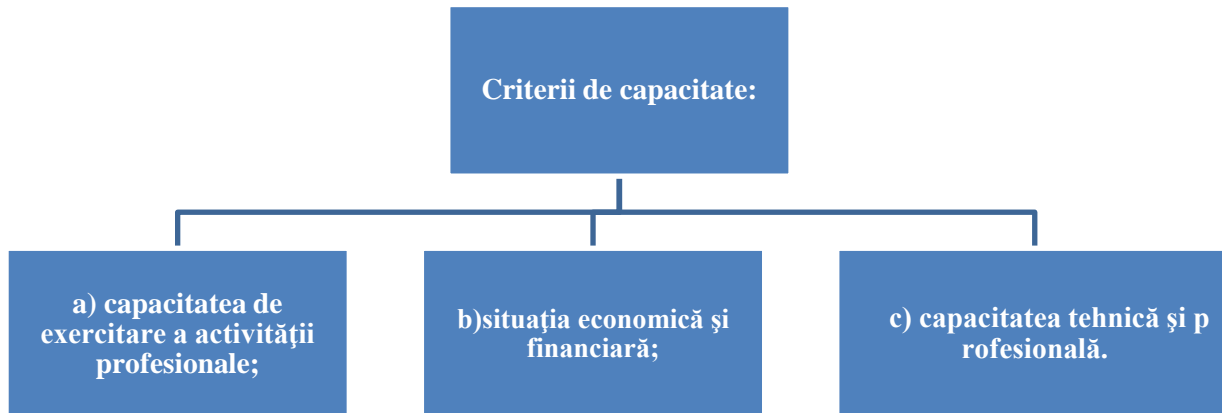 Criterii de capacitate:
a) capacitatea de
exercitare a activităţii
profesionale;
b)situaţia economică şi
financiară;
c) capacitatea tehnică şi p
rofesională.